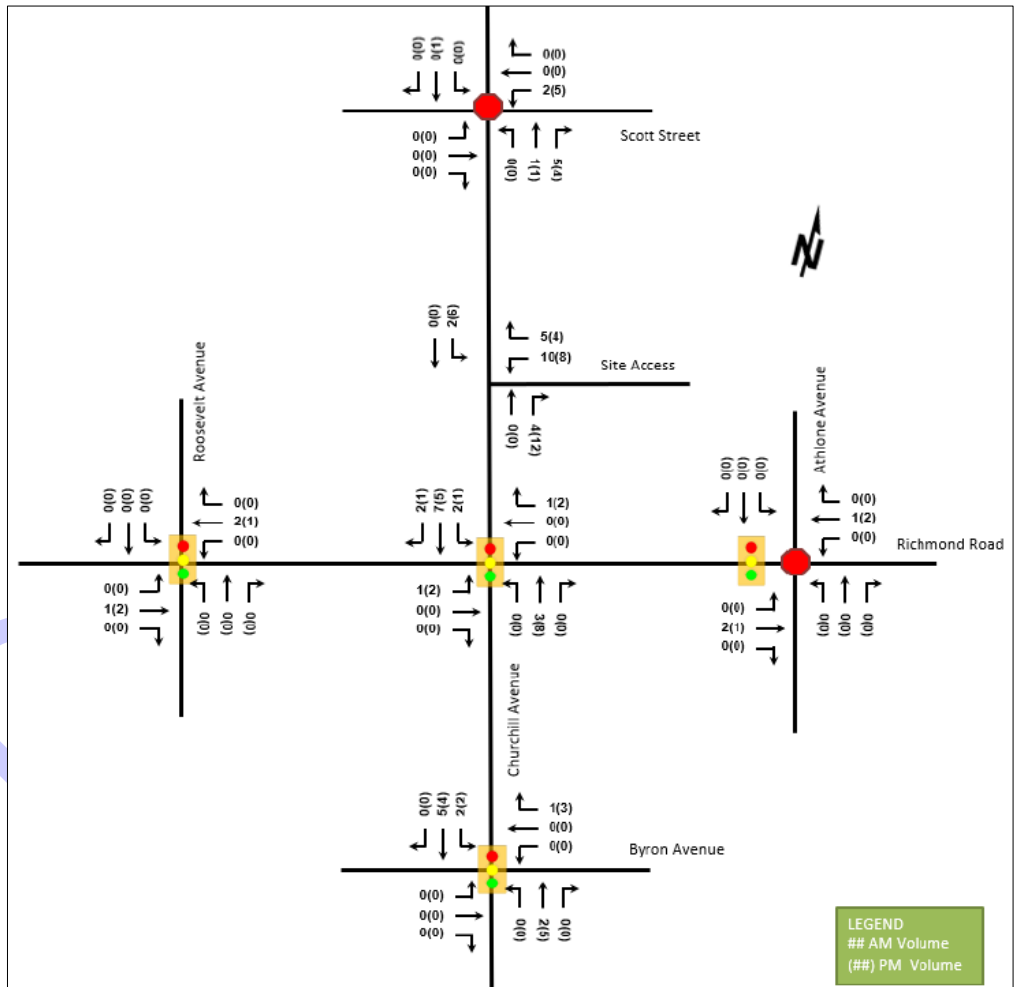 0(0) 0(1) 0(0)
0(0)
0(0)
2(5)
Scott Street
0(0)
0(0)
0(0)
0(0) 1(1) 5(4)
N
0(0) 2(6)
5(4)
10(8)
Site Access
0(0) 4(12)
Roosevelt Avenue
Athlone Avenue
0(0) 0(0) 0(0)
0(0)
2(1)
0(0)
2(1) 7(5) 2(1)
1(2)
0(0)
0(0)
0(0) 0(0) 0(0)
0(0)
1(2)
0(0)
Richmond Road
0(0)
1(2)
0(0)
0(0) 0(0) 0(0)
1(2)
0(0)
0(0)
0(0) 3(8) 0(0)
0(0)
2(1)
0(0)
0(0) 0(0) 0(0)
Churchill Avenue
0(0) 5(4) 2(2)
1(3)
0(0)
0(0)
Byron Avenue
0(0)
0(0)
0(0)
0(0) 2(5) 0(0)
LEGEND
## AM Volume
(##) PM Volume